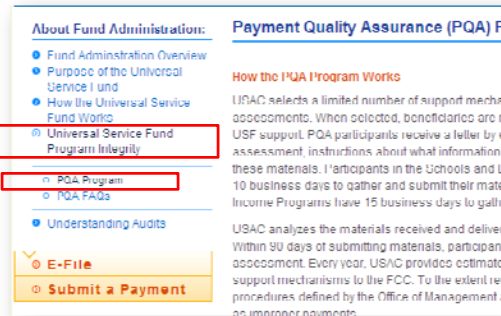 About Fund Administration:
Fund Adminstration Overview
Purpose of the Universal
Service Fund
How the Universal Service
Fund Works
Universal Service Fund
Program Integrity
PQA Program
PQA FAQs
Understanding Audits
E-File
Submit a Payment
Payment Quality Assurance (PQA) P
How the PQA Program Works
USAC selects a limited number of support mecha
assessments. When selected, beneficiaries are
USF support. PQA participants receive a letter by
assessment, instructions about what information
these materials. Participants in the Schools and
10 business days to gather and submit their mate
Income Programs have 15 business days to gath
USAC analyzes the materials received and deliver
Within 90 days of submitting materials, participan
assessment. Every year, USAC provides estimate
support mechanisms to the FCC. To the extent re
procedures defined by the Office of Management
as improper payments